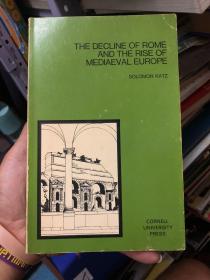 THE DECLINE OF ROME
AND THE RISE OF
MEDIAEVAL EUROPE
SOLOMON KATZ
CORNELL
UNIVERSITY
PRESS